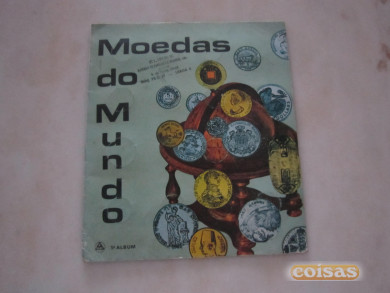 Moedas
do
Mundo
1º ALBUM
coisas